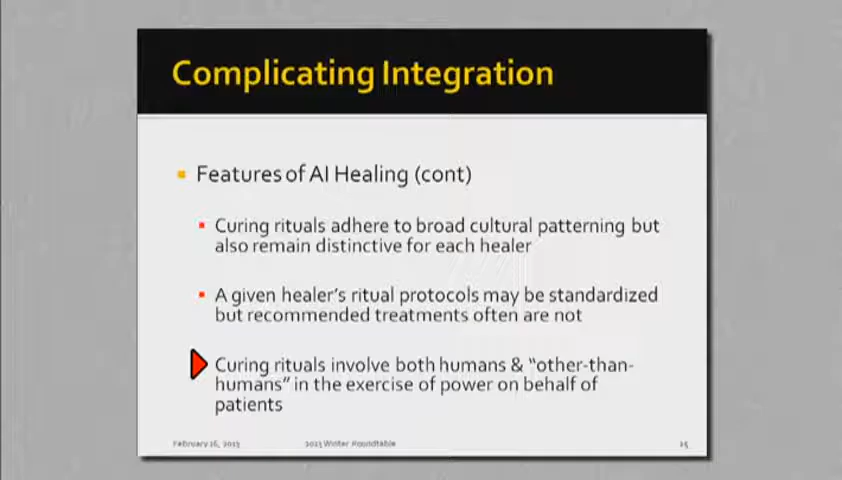 Complicating Integration
Features of AI Healing (cont)
Curing rituals adhere to broad cultural patterning but
also remain distinctive for each healer
A given healer's ritual protocols may be standardized
but recommended treatments often are not
Curing rituals involve both humans & "other-than-
humans" in the exercise of power on behalf of
patients
February 16, 2013 2013 Winter Roundtable 25